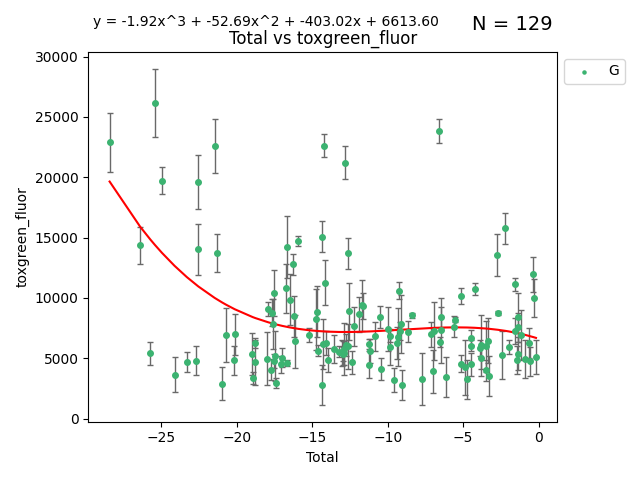 y = -1.92x^3 + -52.69x^2 + -403.02x + 6613.60
N = 129
Total vs toxgreen_fluor
G
30000
25000
20000
15000
10000
5000
0
toxgreen_fluor
−25 −20 −15 −10 −5 0
Total